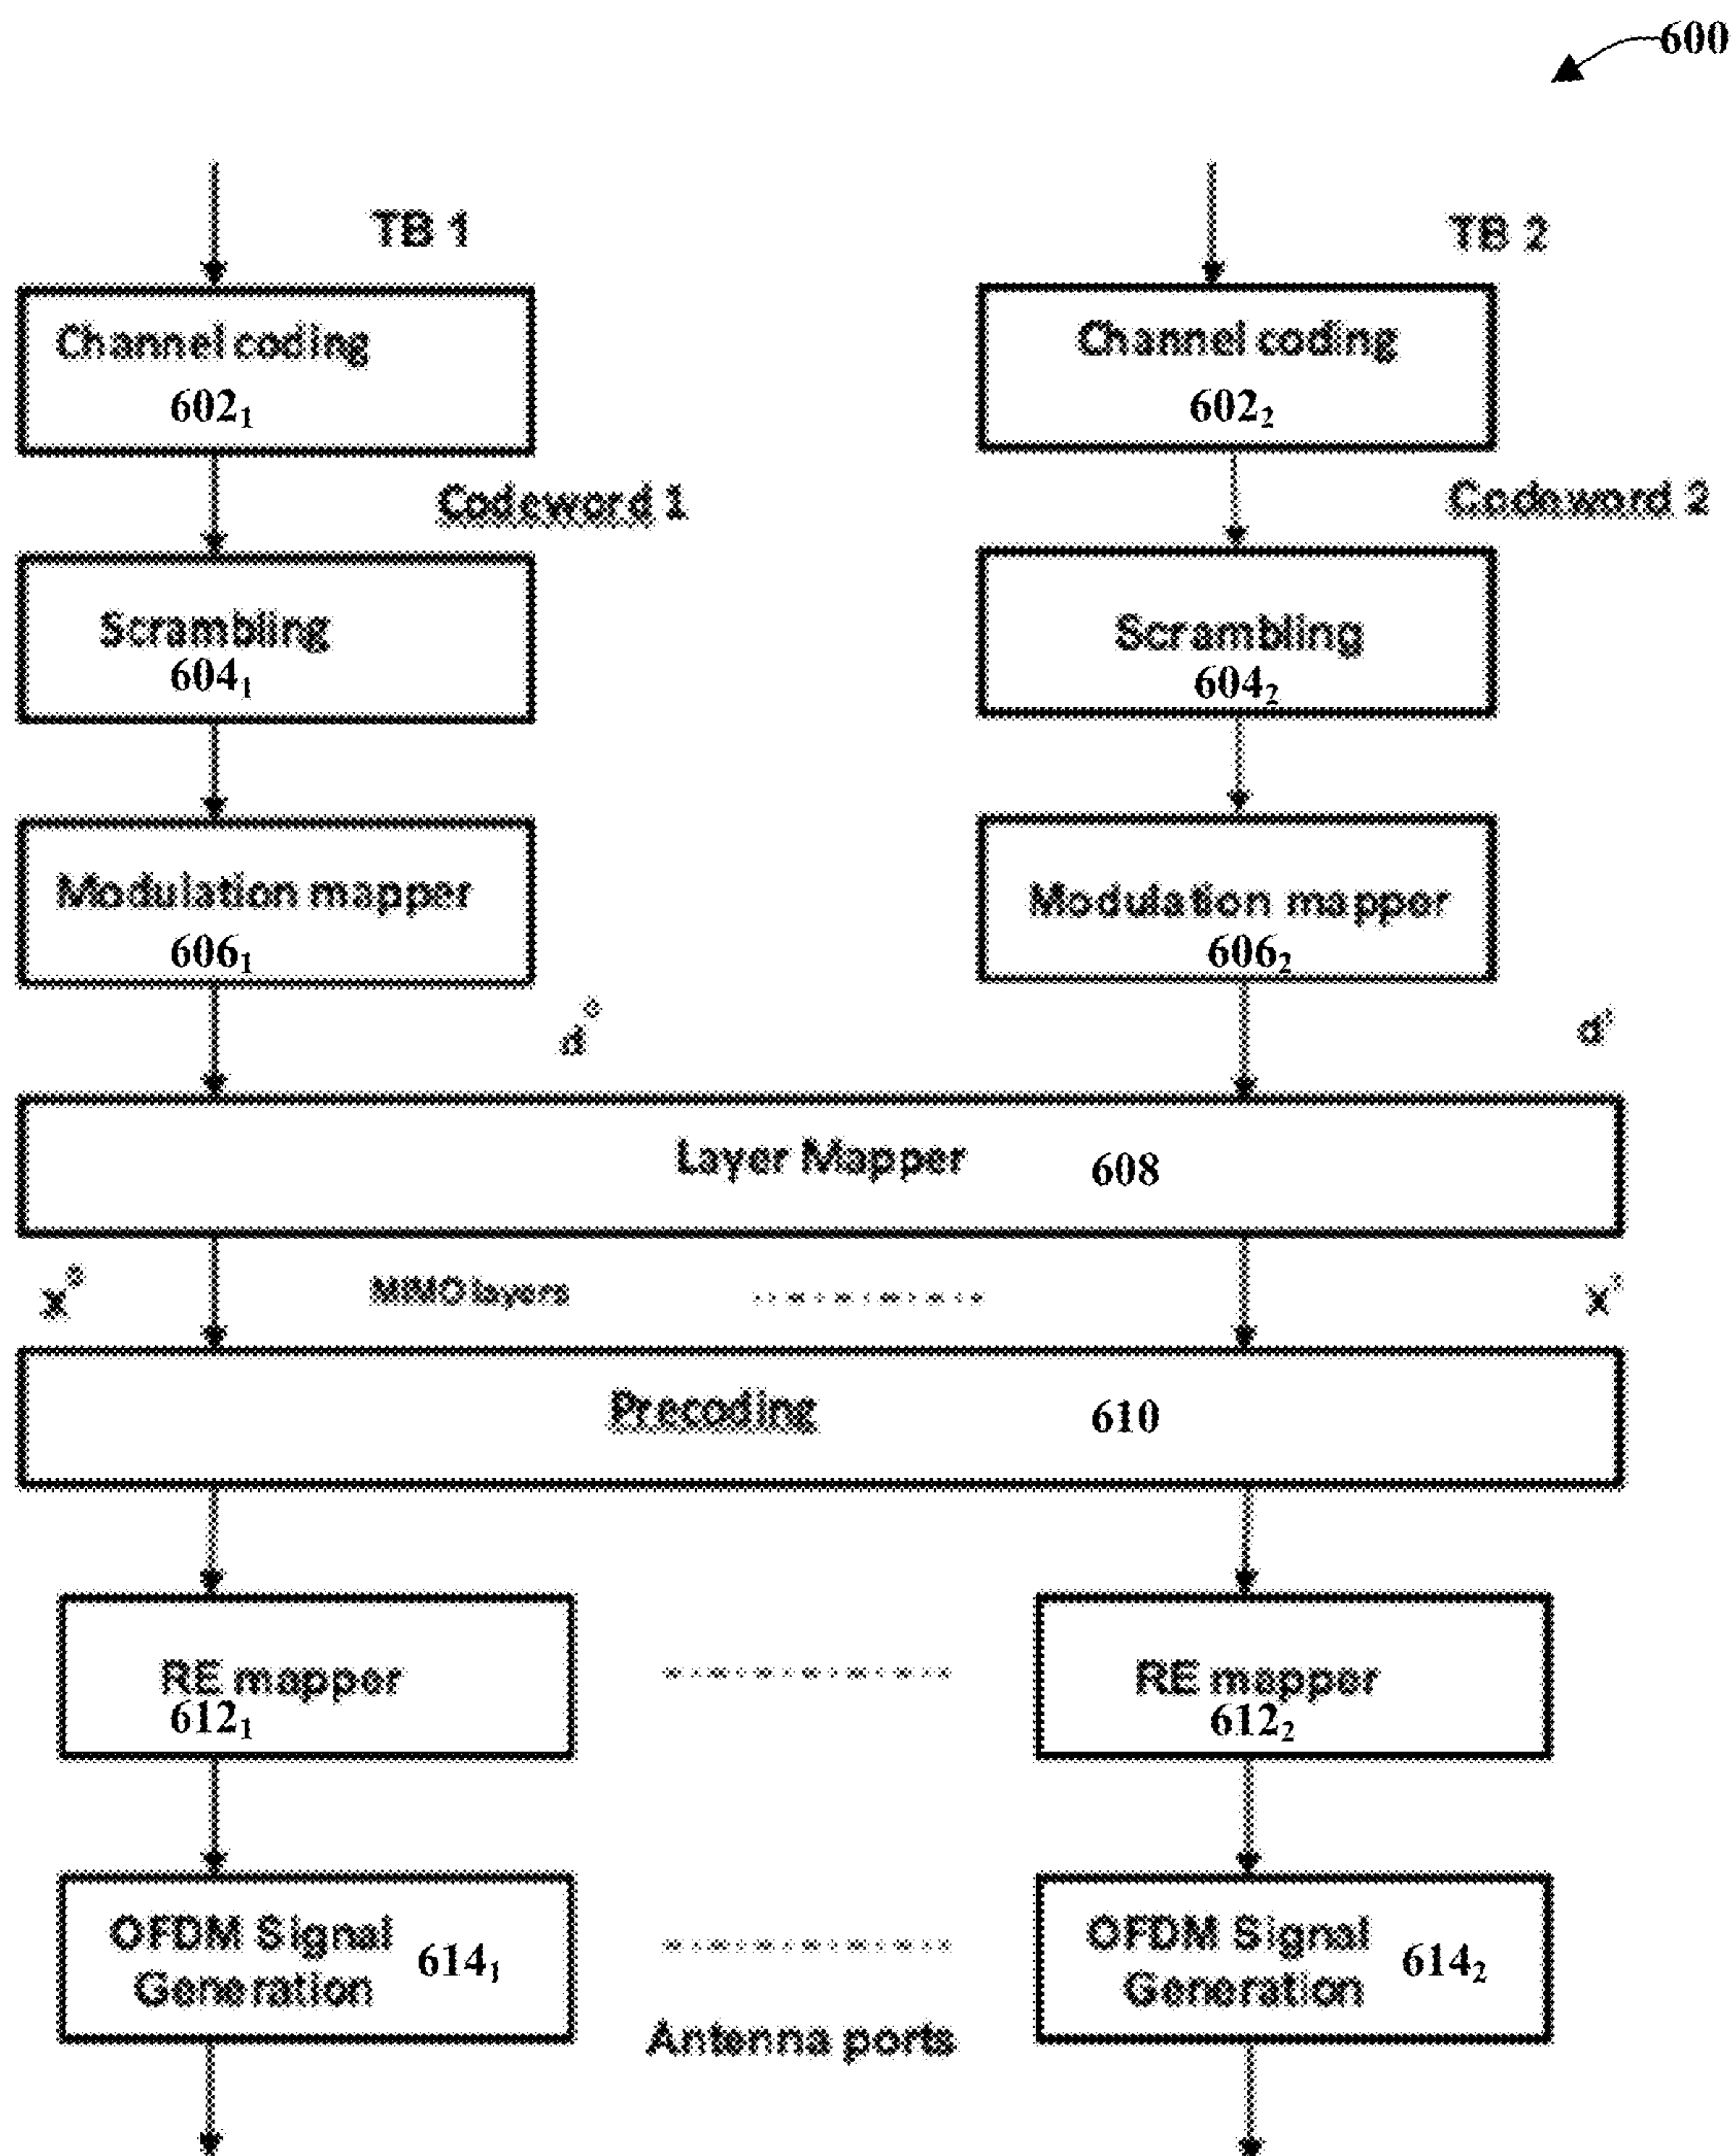 600
TB 1
TB 2
Channel coding
602₁
Channel coding
602₂
Codeword 1
Codeword 2
Scrambling
604₁
Scrambling
604₂
Modulation mapper
606₁
Modulation mapper
606₂
d
d
Layer Mapper 608
x
MIMO layers
x
Precoding 610
RE mapper
612₁
RE mapper
612₂
OFDM Signal
Generation 614₁
OFDM Signal
Generation 614₂
Antenna ports